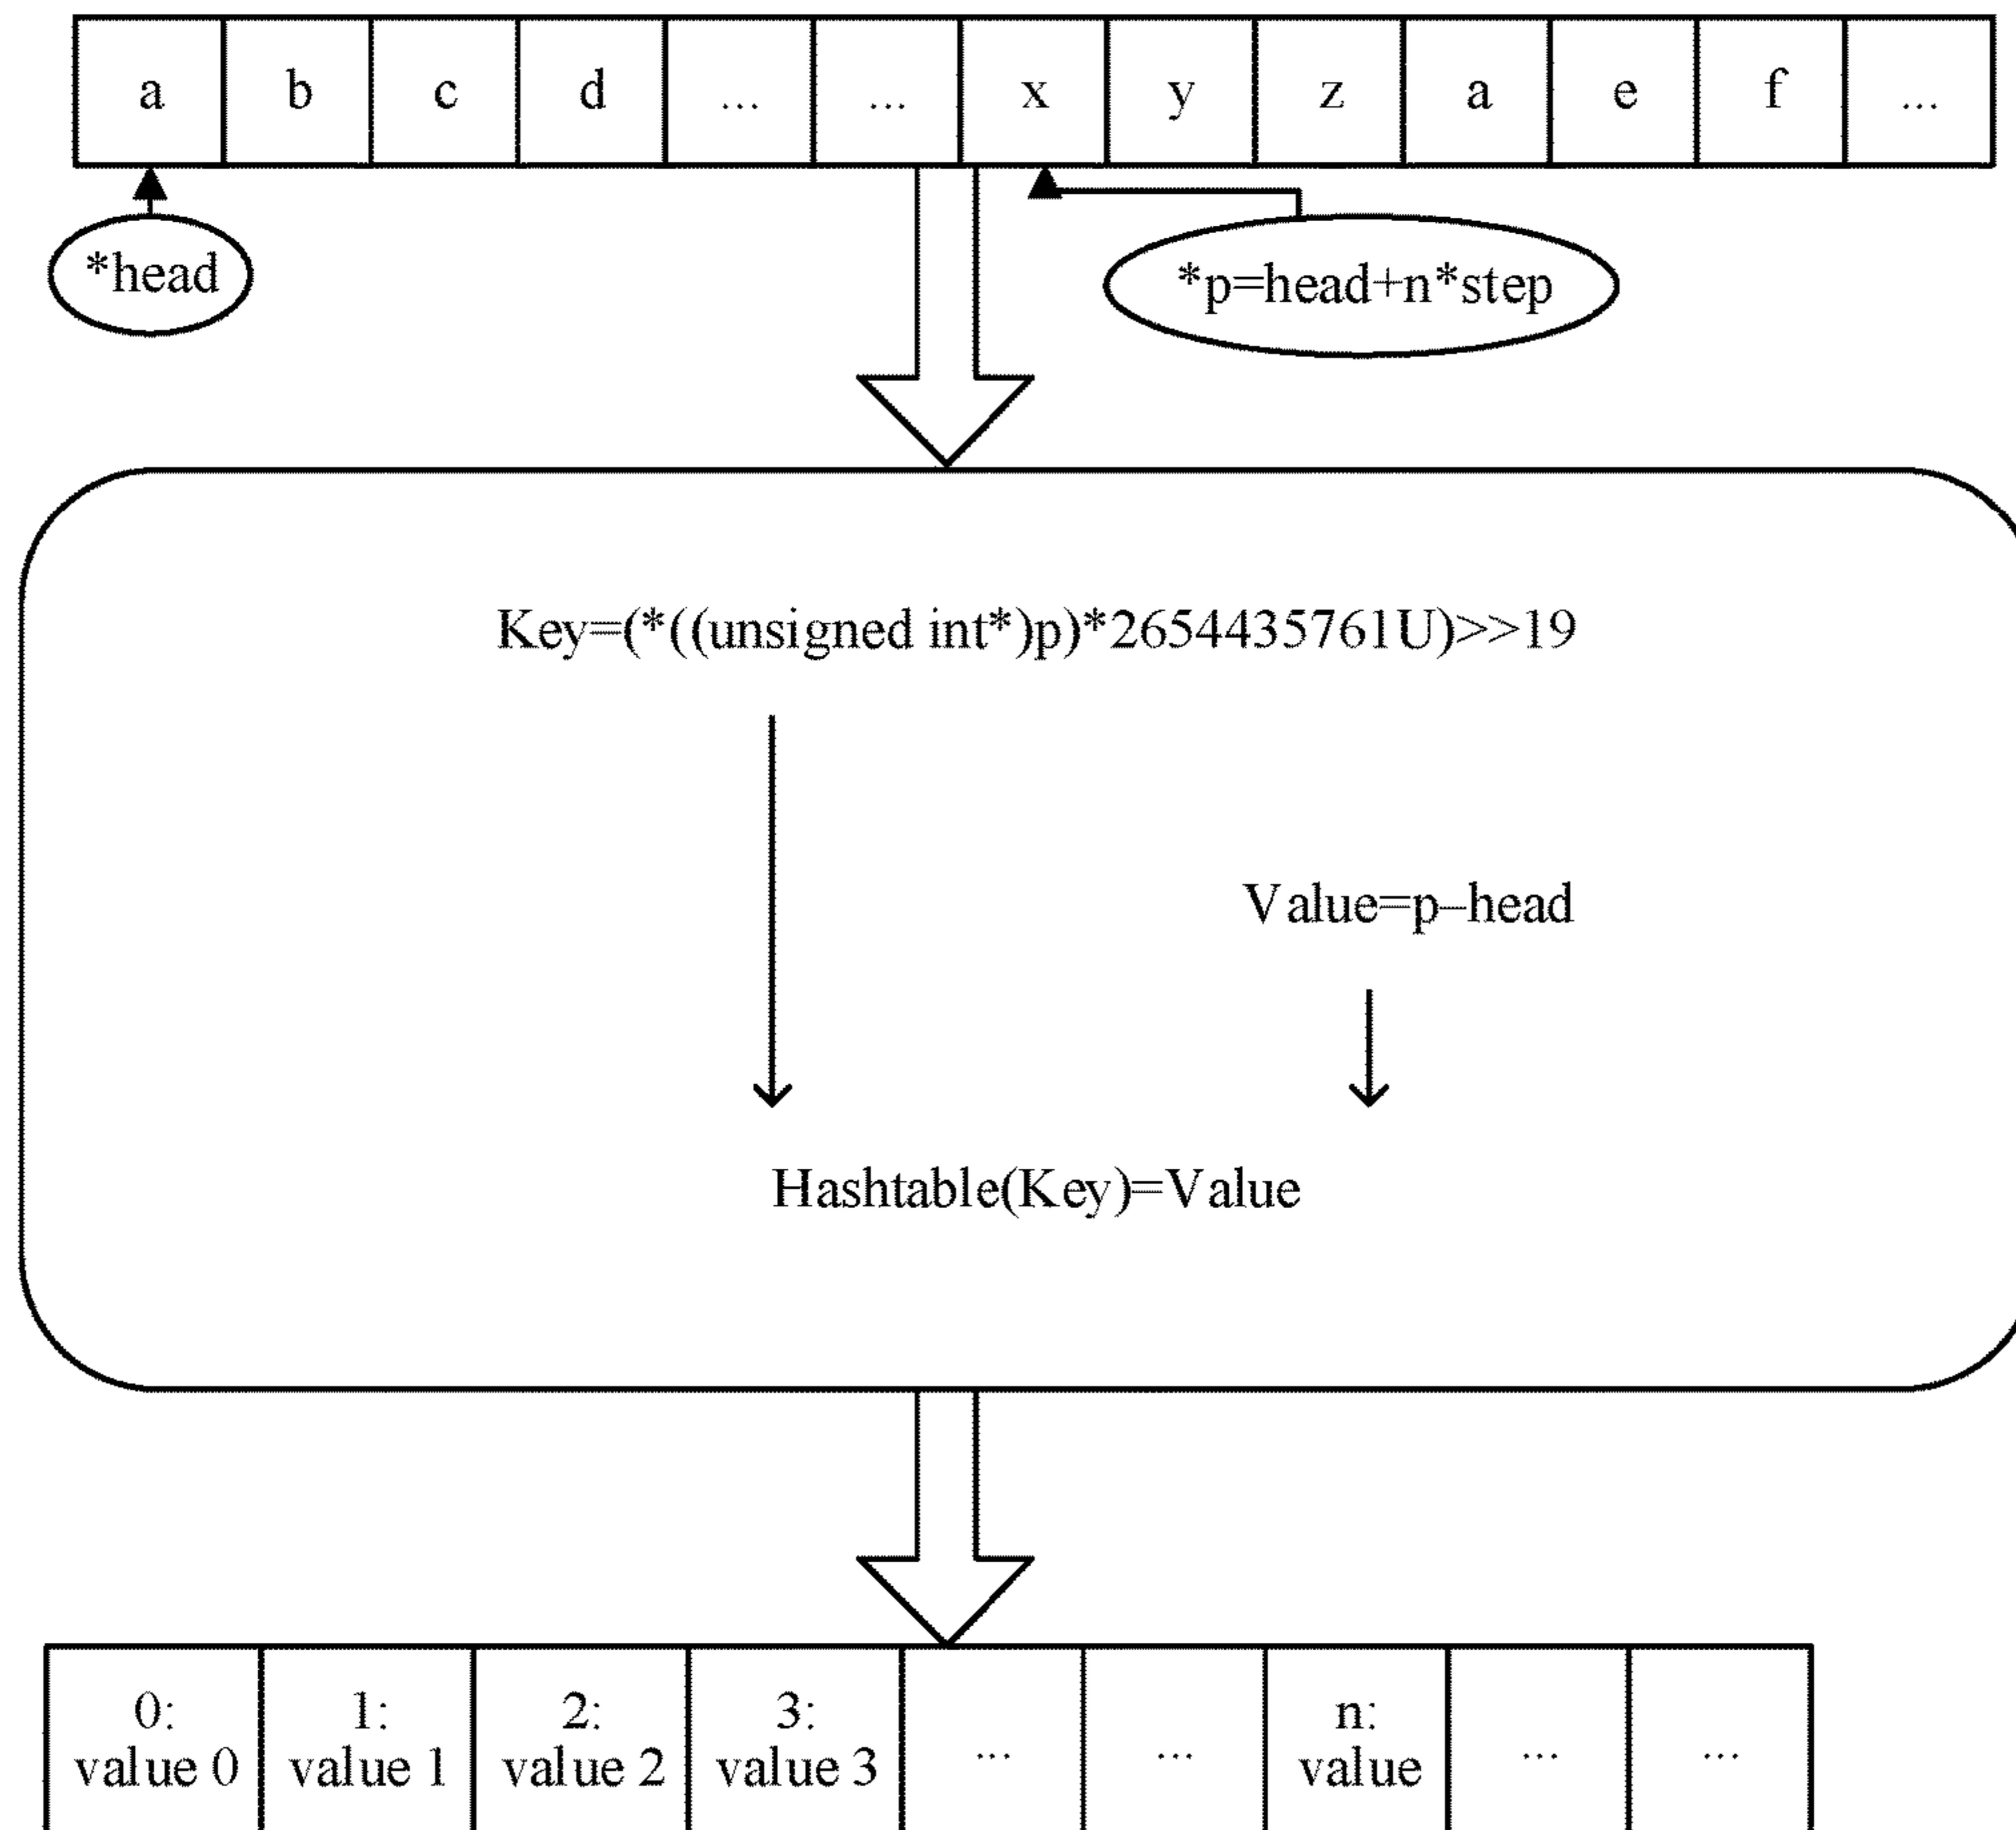 a b c d ... ... x y z a e f ...
*head
*p=head+n*step
Key=(*((unsigned int*)p)*2654435761U)>>19
Value=p–head
Hashtable(Key)=Value
0: 1: 2: 3: ... ... n: ... ...
value 0 value 1 value 2 value 3 value